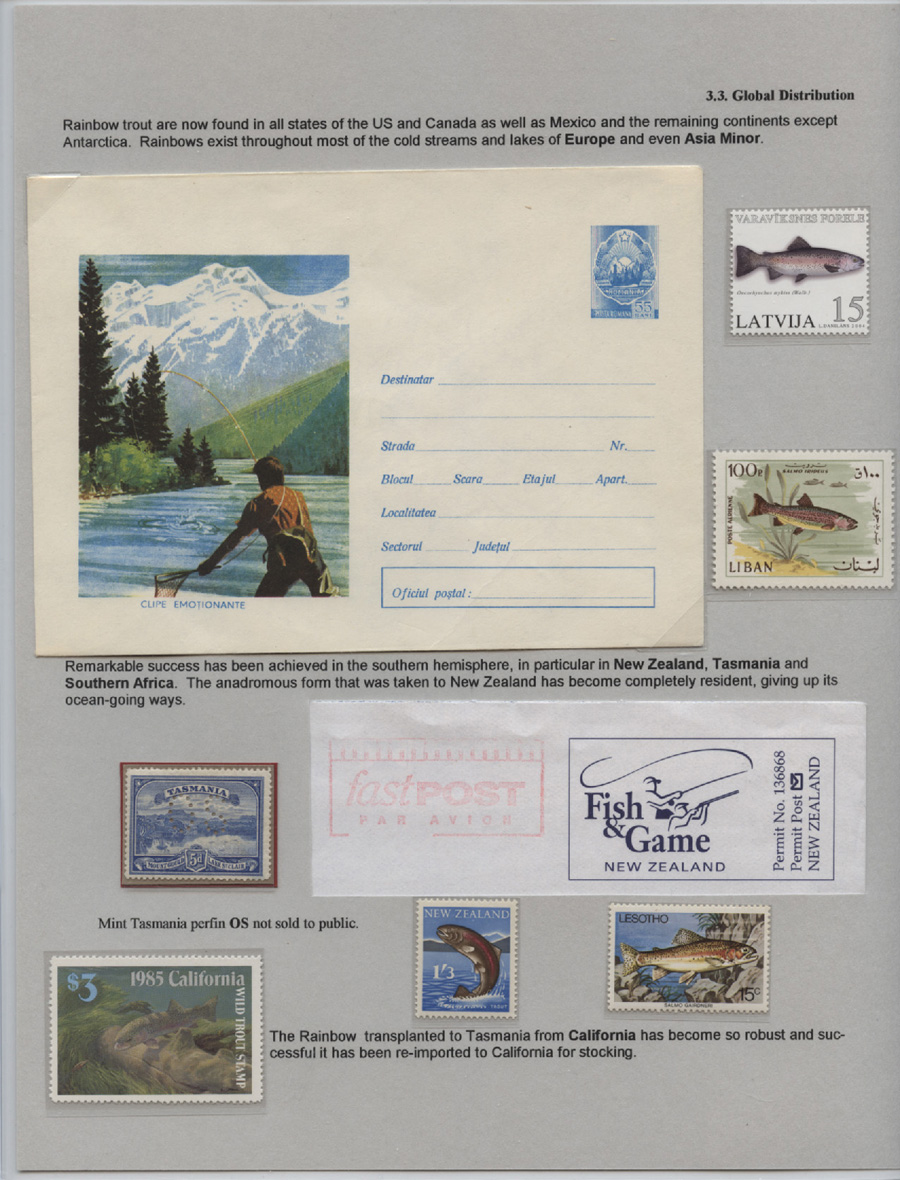 3.3. Global Distribution
Rainbow trout are now found in all states of the US and Canada as well as Mexico and the remaining continents except
Antarctica. Rainbows exist throughout most of the cold streams and lakes of Europe and even Asia Minor.
55
CLIPE EMOȚIONANTE
Destinatar
Strada Nr.
Blocul Scara Etajul Apart.
Localitatea
Sectorul Județul
Oficiul poștal:
VARAVĪKSNES FORELE
LATVIJA 15
100P ١٠٠ق
POSTE AERIENNE
LIBAN لبنان
Remarkable success has been achieved in the southern hemisphere, in particular in New Zealand, Tasmania and
Southern Africa. The anadromous form that was taken to New Zealand has become completely resident, giving up its
ocean-going ways.
TASMANIA
5d
fastPOST
PAR AVION
Fish
& Game
NEW ZEALAND
Permit No. 136868
Permit Post
NEW ZEALAND
Mint Tasmania perfin OS not sold to public.
NEW ZEALAND
1/3
LESOTHO
15c
SALMO GAIRDNERI
$3 1985 California
WILD TROUT STAMP
The Rainbow transplanted to Tasmania from California has become so robust and suc-
cessful it has been re-imported to California for stocking.